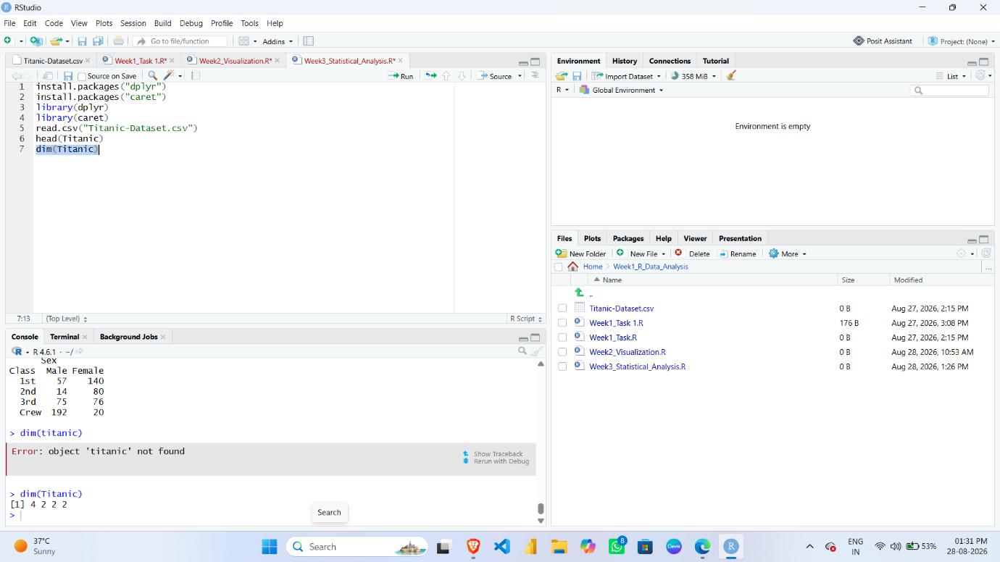 RStudio
File Edit Code View Plots Session Build Debug Profile Tools Help
Go to file/function Addins Posit Assistant Project: (None)
Titanic-Dataset.csv Week1_Task 1.R* Week2_Visualization.R* Week3_Statistical_Analysis.R*
Source on Save Run Source
1 install.packages("dplyr")
2 install.packages("caret")
3 library(dplyr)
4 library(caret)
5 read.csv("Titanic-Dataset.csv")
6 head(Titanic)
7 dim(Titanic)
7:13 (Top Level) R Script
Console Terminal Background Jobs
R 4.6.1 · ~/
Sex
Class Male Female
1st 57 140
2nd 14 80
3rd 75 76
Crew 192 20
> dim(titanic)
Error: object 'titanic' not found
Show Traceback
Rerun with Debug
> dim(Titanic)
[1] 4 2 2 2
>
Search
Environment History Connections Tutorial
Import Dataset 358 MiB List
R Global Environment
Environment is empty
Files Plots Packages Help Viewer Presentation
New Folder New File Delete Rename More
Home Week1_R_Data_Analysis ...
Name Size Modified
..
Titanic-Dataset.csv 0 B Aug 27, 2026, 2:15 PM
Week1_Task 1.R 176 B Aug 27, 2026, 3:08 PM
Week1_Task.R 0 B Aug 27, 2026, 2:15 PM
Week2_Visualization.R 0 B Aug 28, 2026, 10:53 AM
Week3_Statistical_Analysis.R 0 B Aug 28, 2026, 1:26 PM
37°C
Sunny
Search
8
Canva
ENG
IN
53%
01:31 PM
28-08-2026